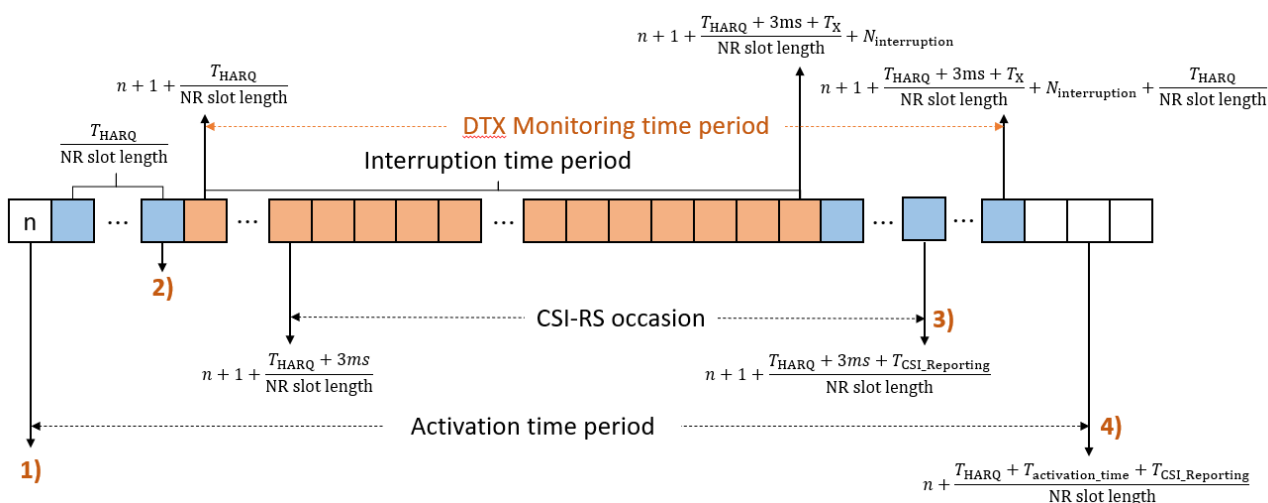 n + 1 + (T_HARQ + 3ms + T_X)/(NR slot length) + N_interruption
n + 1 + T_HARQ/(NR slot length)
n + 1 + (T_HARQ + 3ms + T_X)/(NR slot length) + N_interruption + T_HARQ/(NR slot length)
T_HARQ/(NR slot length)
DTX Monitoring time period
Interruption time period
n ... ... ... ... ...
2)
CSI-RS occasion
3)
n + 1 + (T_HARQ + 3ms)/(NR slot length)
n + 1 + (T_HARQ + 3ms + T_CSI_Reporting)/(NR slot length)
Activation time period
4)
1)
n + (T_HARQ + T_activation_time + T_CSI_Reporting)/(NR slot length)